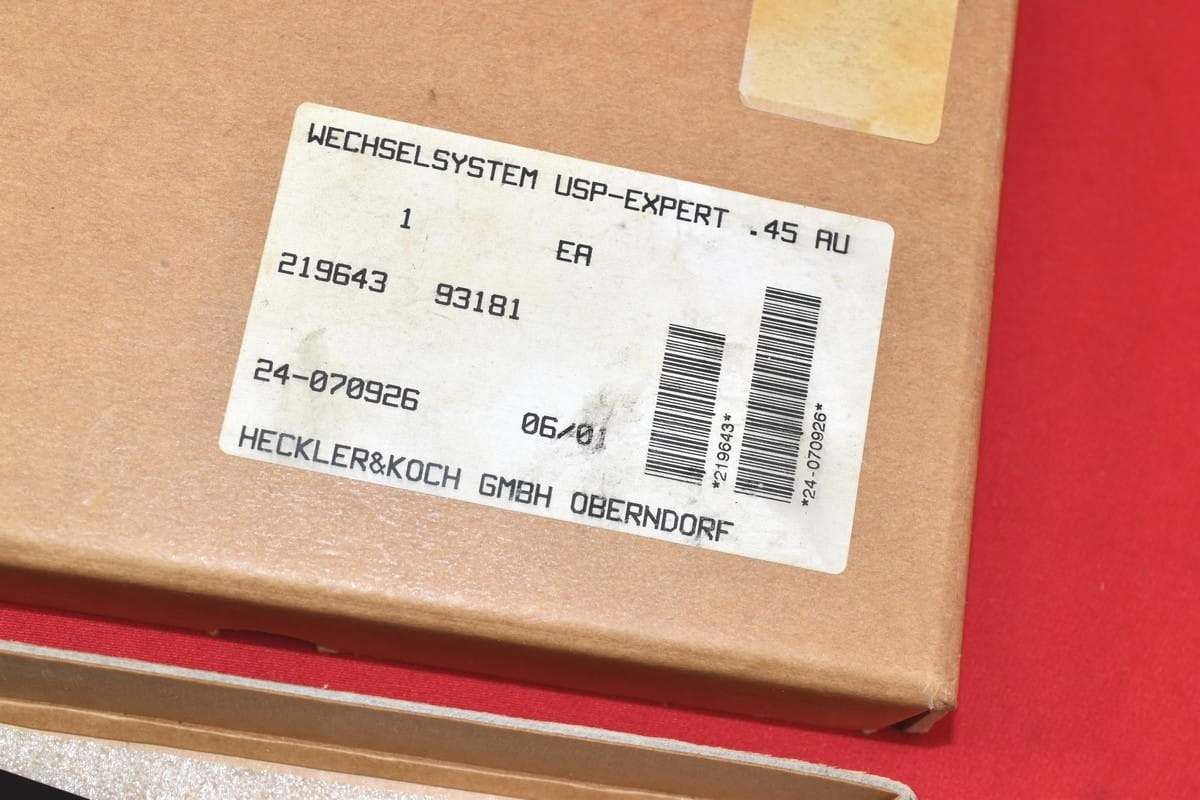 WECHSELSYSTEM USP-EXPERT .45 AU
1 EA
219643 93181
24-070926 06/01
HECKLER&KOCH GMBH OBERNDORF
*219643*
*24-070926*